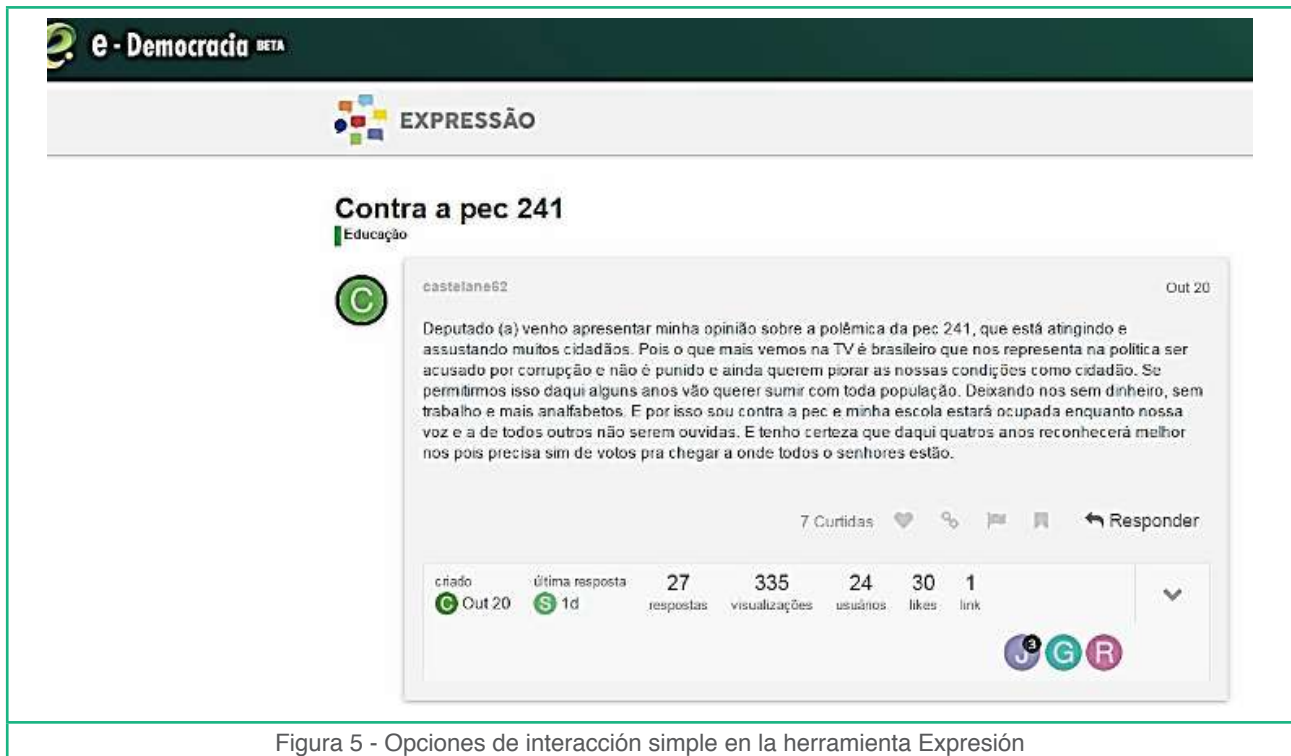 e - Democracia BETA
EXPRESSÃO
Contra a pec 241
Educação
C
castelane62
Out 20
Deputado (a) venho apresentar minha opinião sobre a polêmica da pec 241, que está atingindo e
assustando muitos cidadãos. Pois o que mais vemos na TV é brasileiro que nos representa na política ser
acusado por corrupção e não é punido e ainda querem piorar as nossas condições como cidadão. Se
permitirmos isso daqui alguns anos vão querer sumir com toda população. Deixando nos sem dinheiro, sem
trabalho e mais analfabetos. E por isso sou contra a pec e minha escola estará ocupada enquanto nossa
voz e a de todos outros não serem ouvidas. E tenho certeza que daqui quatros anos reconhecerá melhor
nos pois precisa sim de votos pra chegar a onde todos o senhores estão.
7 Curtidas
Responder
criado última resposta 27 335 24 30 1
C Out 20 S 1d respostas visualizações usuários likes link
J 3 G R
Figura 5 - Opciones de interacción simple en la herramienta Expresión